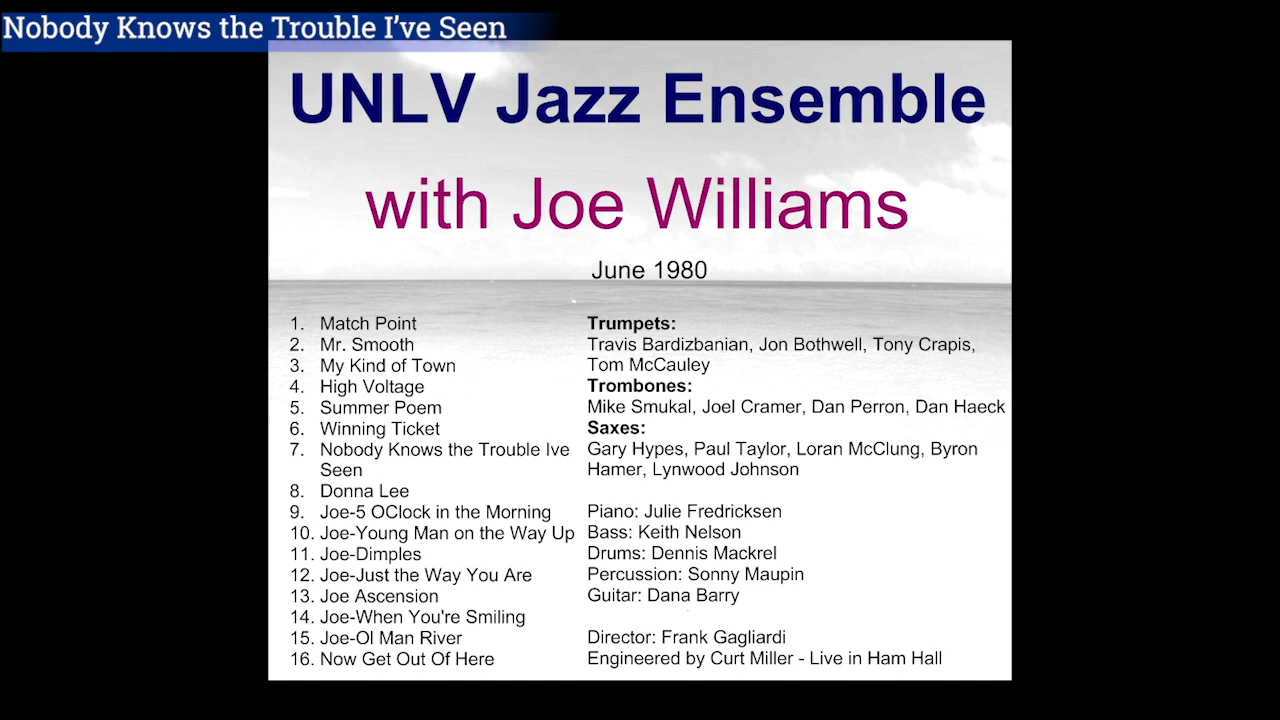 Nobody Knows the Trouble I’ve Seen
UNLV Jazz Ensemble
with Joe Williams
June 1980
1. Match Point
2. Mr. Smooth
3. My Kind of Town
4. High Voltage
5. Summer Poem
6. Winning Ticket
7. Nobody Knows the Trouble Ive
Seen
8. Donna Lee
9. Joe-5 OClock in the Morning
10. Joe-Young Man on the Way Up
11. Joe-Dimples
12. Joe-Just the Way You Are
13. Joe Ascension
14. Joe-When You're Smiling
15. Joe-Ol Man River
16. Now Get Out Of Here
Trumpets:
Travis Bardizbanian, Jon Bothwell, Tony Crapis,
Tom McCauley
Trombones:
Mike Smukal, Joel Cramer, Dan Perron, Dan Haeck
Saxes:
Gary Hypes, Paul Taylor, Loran McClung, Byron
Hamer, Lynwood Johnson
Piano: Julie Fredricksen
Bass: Keith Nelson
Drums: Dennis Mackrel
Percussion: Sonny Maupin
Guitar: Dana Barry
Director: Frank Gagliardi
Engineered by Curt Miller - Live in Ham Hall